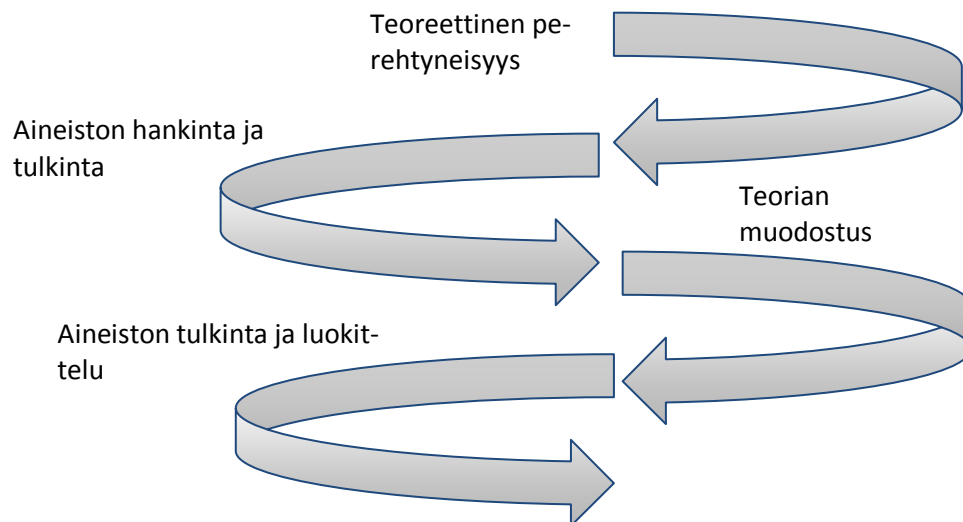 Teoreettinen pe-
rehtyneisyys
Aineiston hankinta ja
tulkinta
Teorian
muodostus
Aineiston tulkinta ja luokit-
telu